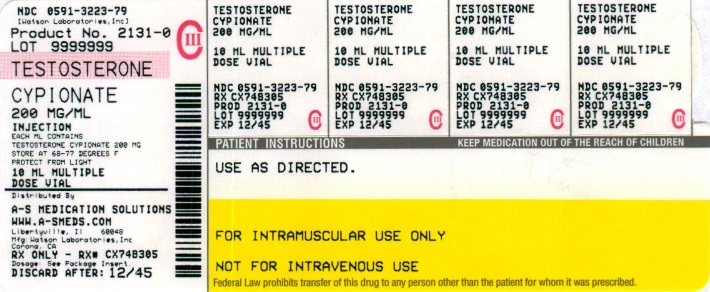 NDC 0591-3223-79
[Watson Laboratories,Inc]
Product No. 2131-0
LOT 9999999
CIII
TESTOSTERONE
CYPIONATE
200 MG/ML
INJECTION
EACH ML CONTAINS
TESTOSTERONE CYPIONATE 200 MG
STORE AT 68-77 DEGREES F
PROTECT FROM LIGHT
10 ML MULTIPLE
DOSE VIAL
Distributed By
A-S MEDICATION SOLUTIONS
WWW.A-SMEDS.COM
Libertyville, Il 60048
Mfg: Watson Laboratories,Inc
Corona, CA
RX ONLY - RX# CX748305
Dosage: See Package Insert.
DISCARD AFTER: 12/45
TESTOSTERONE
CYPIONATE
200 MG/ML
10 ML MULTIPLE
DOSE VIAL
NDC 0591-3223-79
RX CX748305
PROD 2131-0
LOT 9999999
EXP 12/45
CIII
TESTOSTERONE
CYPIONATE
200 MG/ML
10 ML MULTIPLE
DOSE VIAL
NDC 0591-3223-79
RX CX748305
PROD 2131-0
LOT 9999999
EXP 12/45
CIII
TESTOSTERONE
CYPIONATE
200 MG/ML
10 ML MULTIPLE
DOSE VIAL
NDC 0591-3223-79
RX CX748305
PROD 2131-0
LOT 9999999
EXP 12/45
CIII
TESTOSTERONE
CYPIONATE
200 MG/ML
10 ML MULTIPLE
DOSE VIAL
NDC 0591-3223-79
RX CX748305
PROD 2131-0
LOT 9999999
EXP 12/45
CIII
PATIENT INSTRUCTIONS KEEP MEDICATION OUT OF THE REACH OF CHILDREN
USE AS DIRECTED.
FOR INTRAMUSCULAR USE ONLY
NOT FOR INTRAVENOUS USE
Federal Law prohibits transfer of this drug to any person other than the patient for whom it was prescribed.